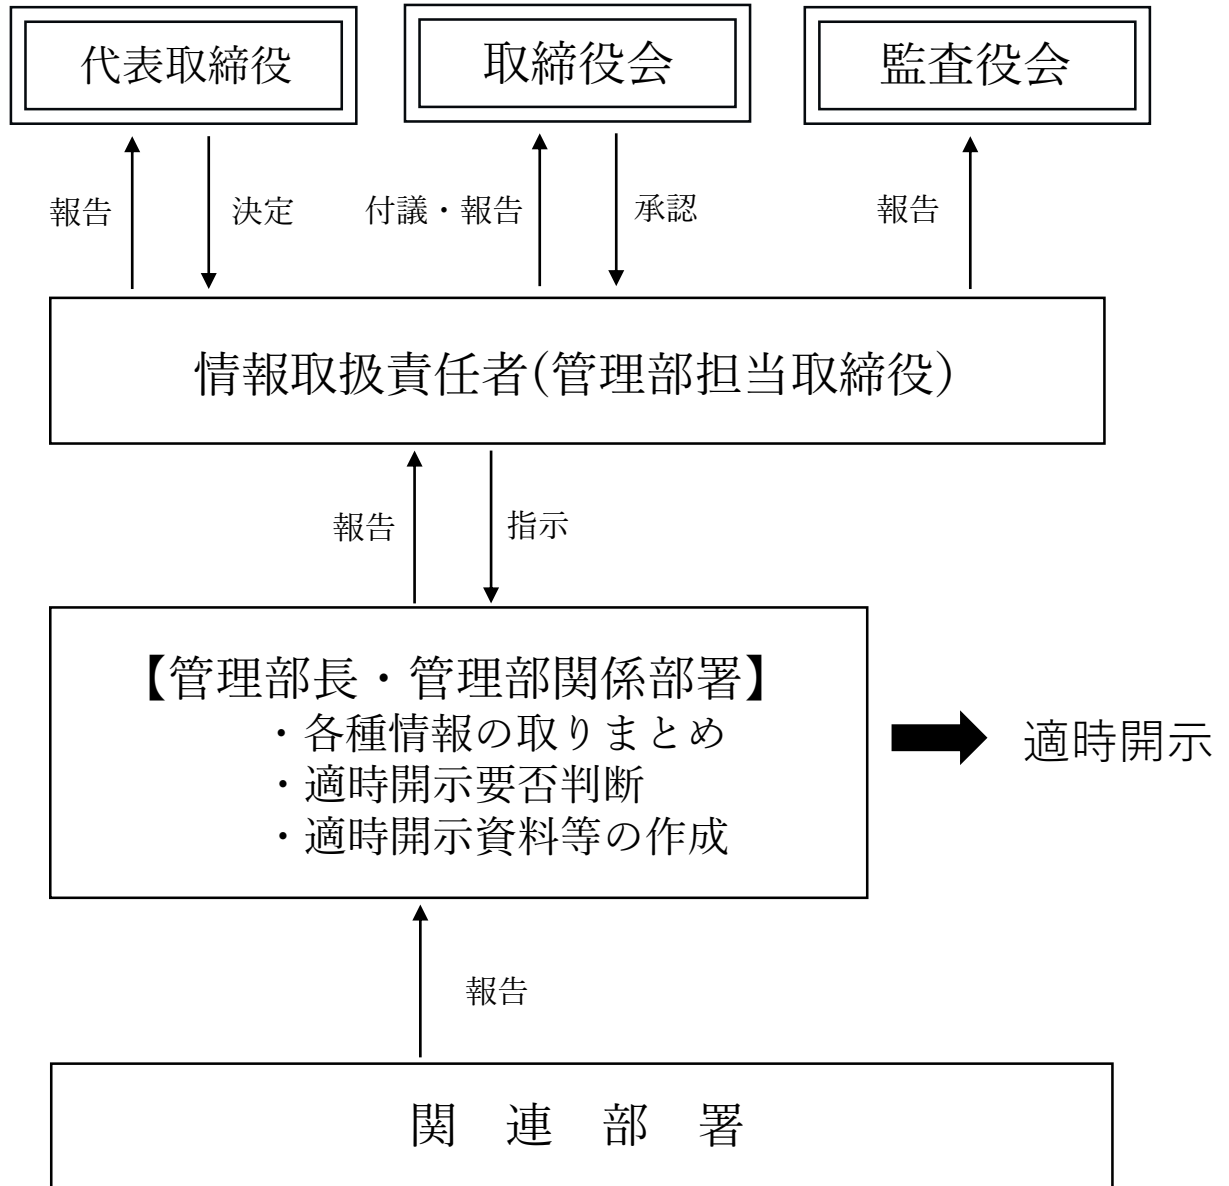 代表取締役
取締役会
監査役会
報告
決定
付議・報告
承認
報告
情報取扱責任者(管理部担当取締役)
報告
指示
【管理部長・管理部関係部署】
・各種情報の取りまとめ
・適時開示要否判断
・適時開示資料等の作成
適時開示
報告
関　連　部　署